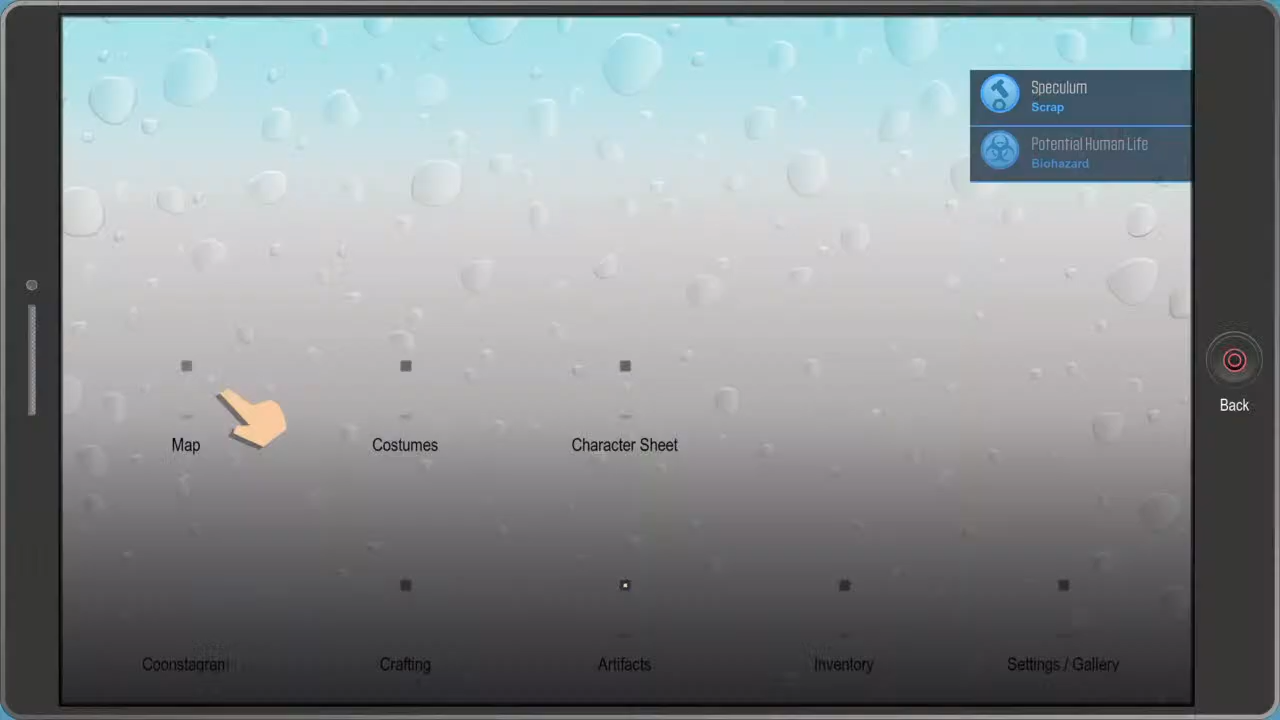 Speculum
Scrap
Potential Human Life
Biohazard
Back
Map
Costumes
Character Sheet
Coonstagram
Crafting
Artifacts
Inventory
Settings / Gallery